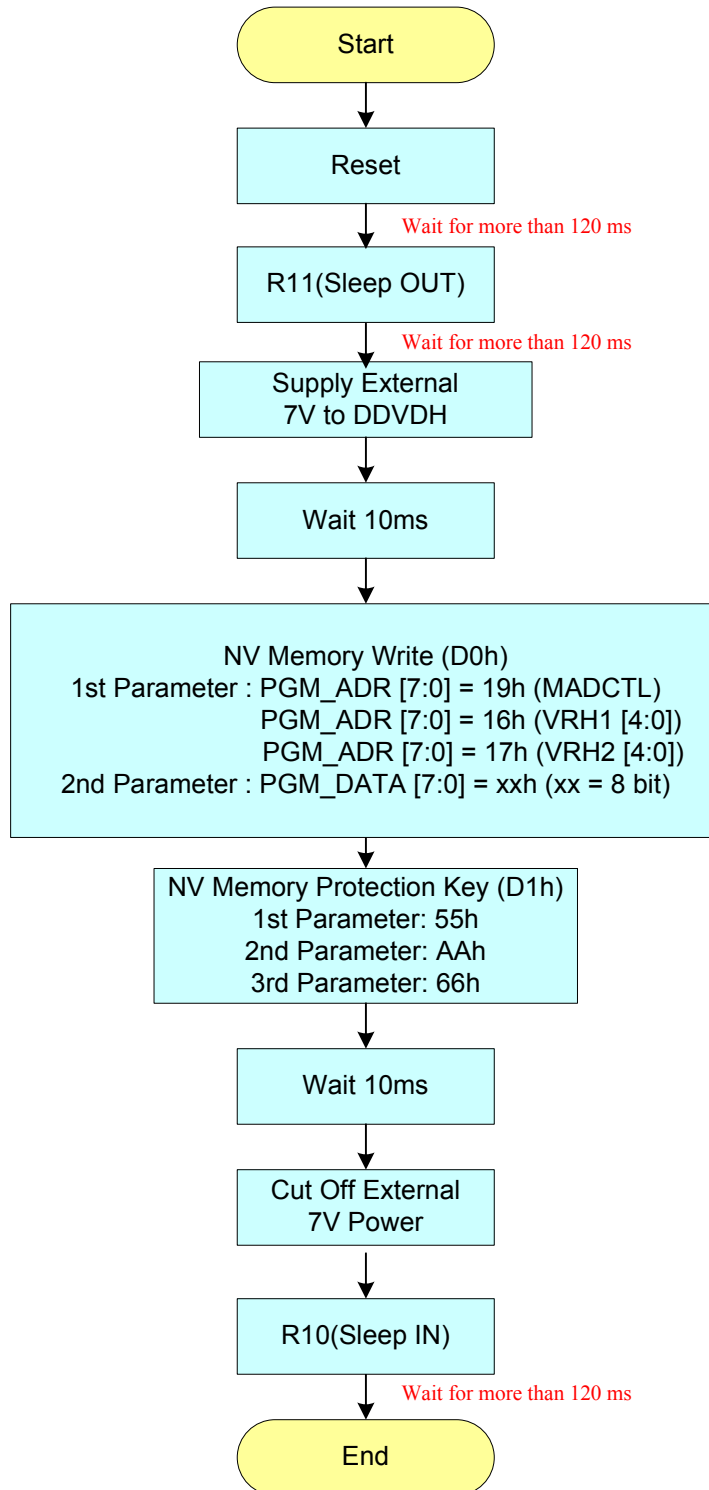 Start
Reset
Wait for more than 120 ms
R11(Sleep OUT)
Wait for more than 120 ms
Supply External
7V to DDVDH
Wait 10ms
NV Memory Write (D0h)
1st Parameter : PGM_ADR [7:0] = 19h (MADCTL)
PGM_ADR [7:0] = 16h (VRH1 [4:0])
PGM_ADR [7:0] = 17h (VRH2 [4:0])
2nd Parameter : PGM_DATA [7:0] = xxh (xx = 8 bit)
NV Memory Protection Key (D1h)
1st Parameter: 55h
2nd Parameter: AAh
3rd Parameter: 66h
Wait 10ms
Cut Off External
7V Power
R10(Sleep IN)
Wait for more than 120 ms
End